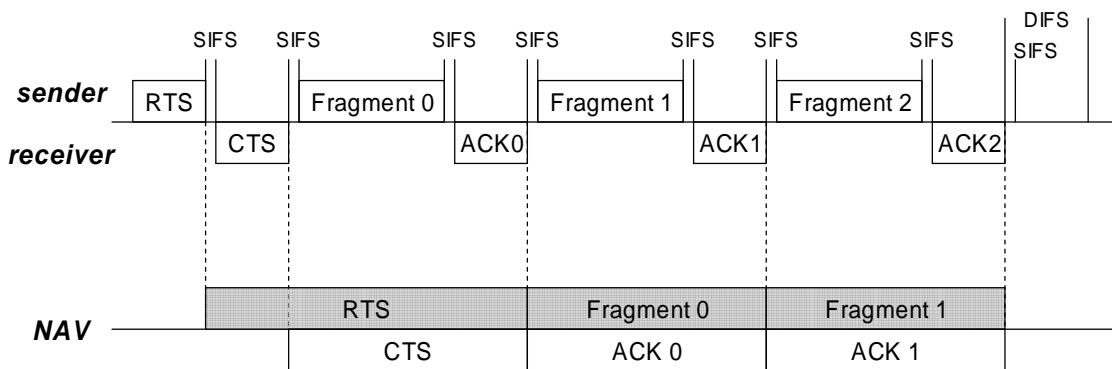 DIFS
SIFS SIFS SIFS SIFS SIFS SIFS SIFS SIFS
sender RTS Fragment 0 Fragment 1 Fragment 2
receiver CTS ACK0 ACK1 ACK2
RTS Fragment 0 Fragment 1
NAV
CTS ACK 0 ACK 1